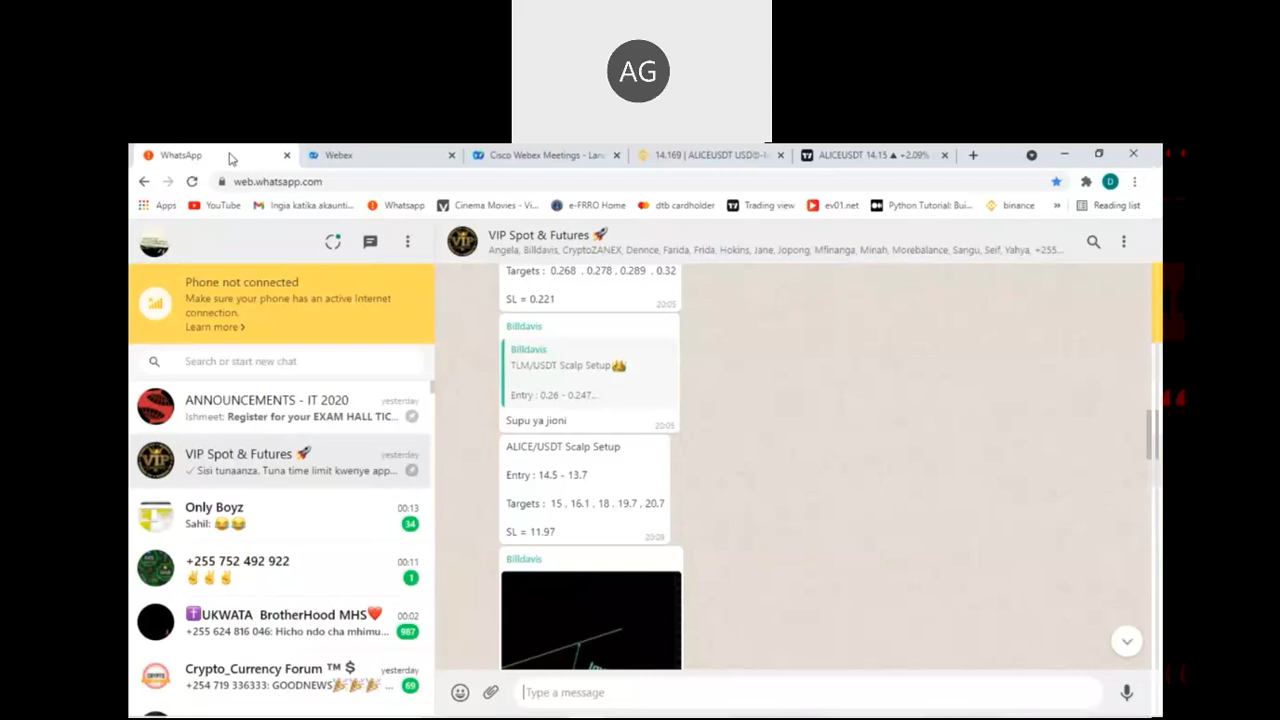 AG
WhatsApp
Webex
Cisco Webex Meetings - Lan
14.169 | ALICEUSDT USD
ALICEUSDT 14.15 ▲ +2.09%
web.whatsapp.com
Apps
YouTube
Ingia katika akaunti...
Whatsapp
Cinema Movies - Vi...
e-FRRO Home
dtb cardholder
Trading view
ev01.net
Python Tutorial: Bui...
binance
»
Reading list
D
VIP
VIP Spot & Futures 🚀
Angela, Billdavis, CryptoZANEX, Dennce, Farida, Frida, Hokins, Jane, Jopong, Mfinanga, Minah, Morebalance, Sangu, Seif, Yahya, +255...
Phone not connected
Make sure your phone has an active Internet
connection.
Learn more >
Search or start new chat
ANNOUNCEMENTS - IT 2020
yesterday
Ishmeet: Register for your EXAM HALL TIC...
VIP
VIP Spot & Futures 🚀
yesterday
✓ Sisi tunaanza, Tuna time limit kwenye app...
Only Boyz
00:13
Sahil: 😂😂
34
+255 752 492 922
00:11
✌✌✌
1
✝️UKWATA BrotherHood MHS❤️
00:02
+255 624 816 046: Hicho ndo cha mhimu...
987
Crypto_Currency Forum ™ $
yesterday
+254 719 336333: GOODNEWS🎉🎉🎉 ...
69
Targets : 0.268 . 0.278 . 0.289 . 0.32
SL = 0.221
20:05
Billdavis
Billdavis
TLM/USDT Scalp Setup
Entry : 0.26 - 0.247...
Supu ya jioni
20:05
ALICE/USDT Scalp Setup
Entry : 14.5 - 13.7
Targets : 15 , 16.1 , 18 . 19.7 , 20.7
SL = 11.97
20:09
Billdavis
Type a message